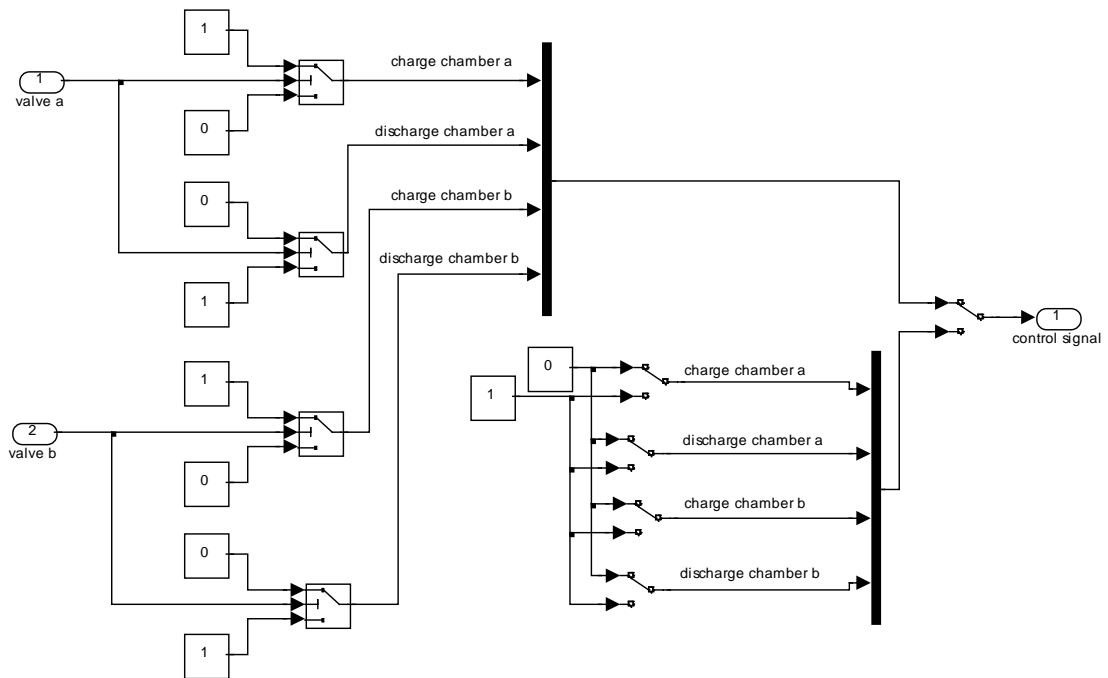 1
charge chamber a
1
valve a
0
discharge chamber a
0
charge chamber b
1
discharge chamber b
1
control signal
1
0
1
charge chamber a
2
valve b
discharge chamber a
0
charge chamber b
0
discharge chamber b
1